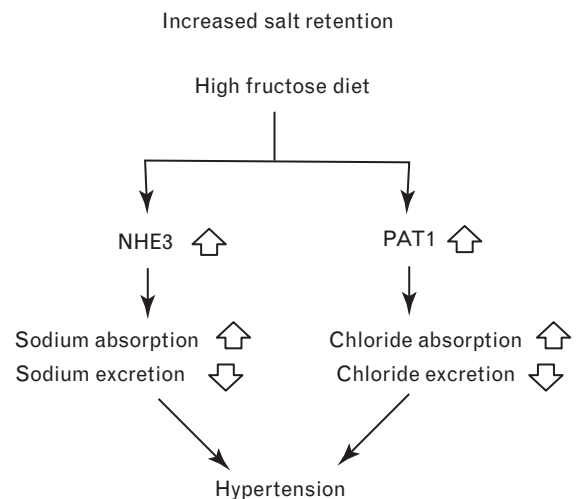 Increased salt retention
High fructose diet
NHE3
PAT1
Sodium absorption
Sodium excretion
Chloride absorption
Chloride excretion
Hypertension